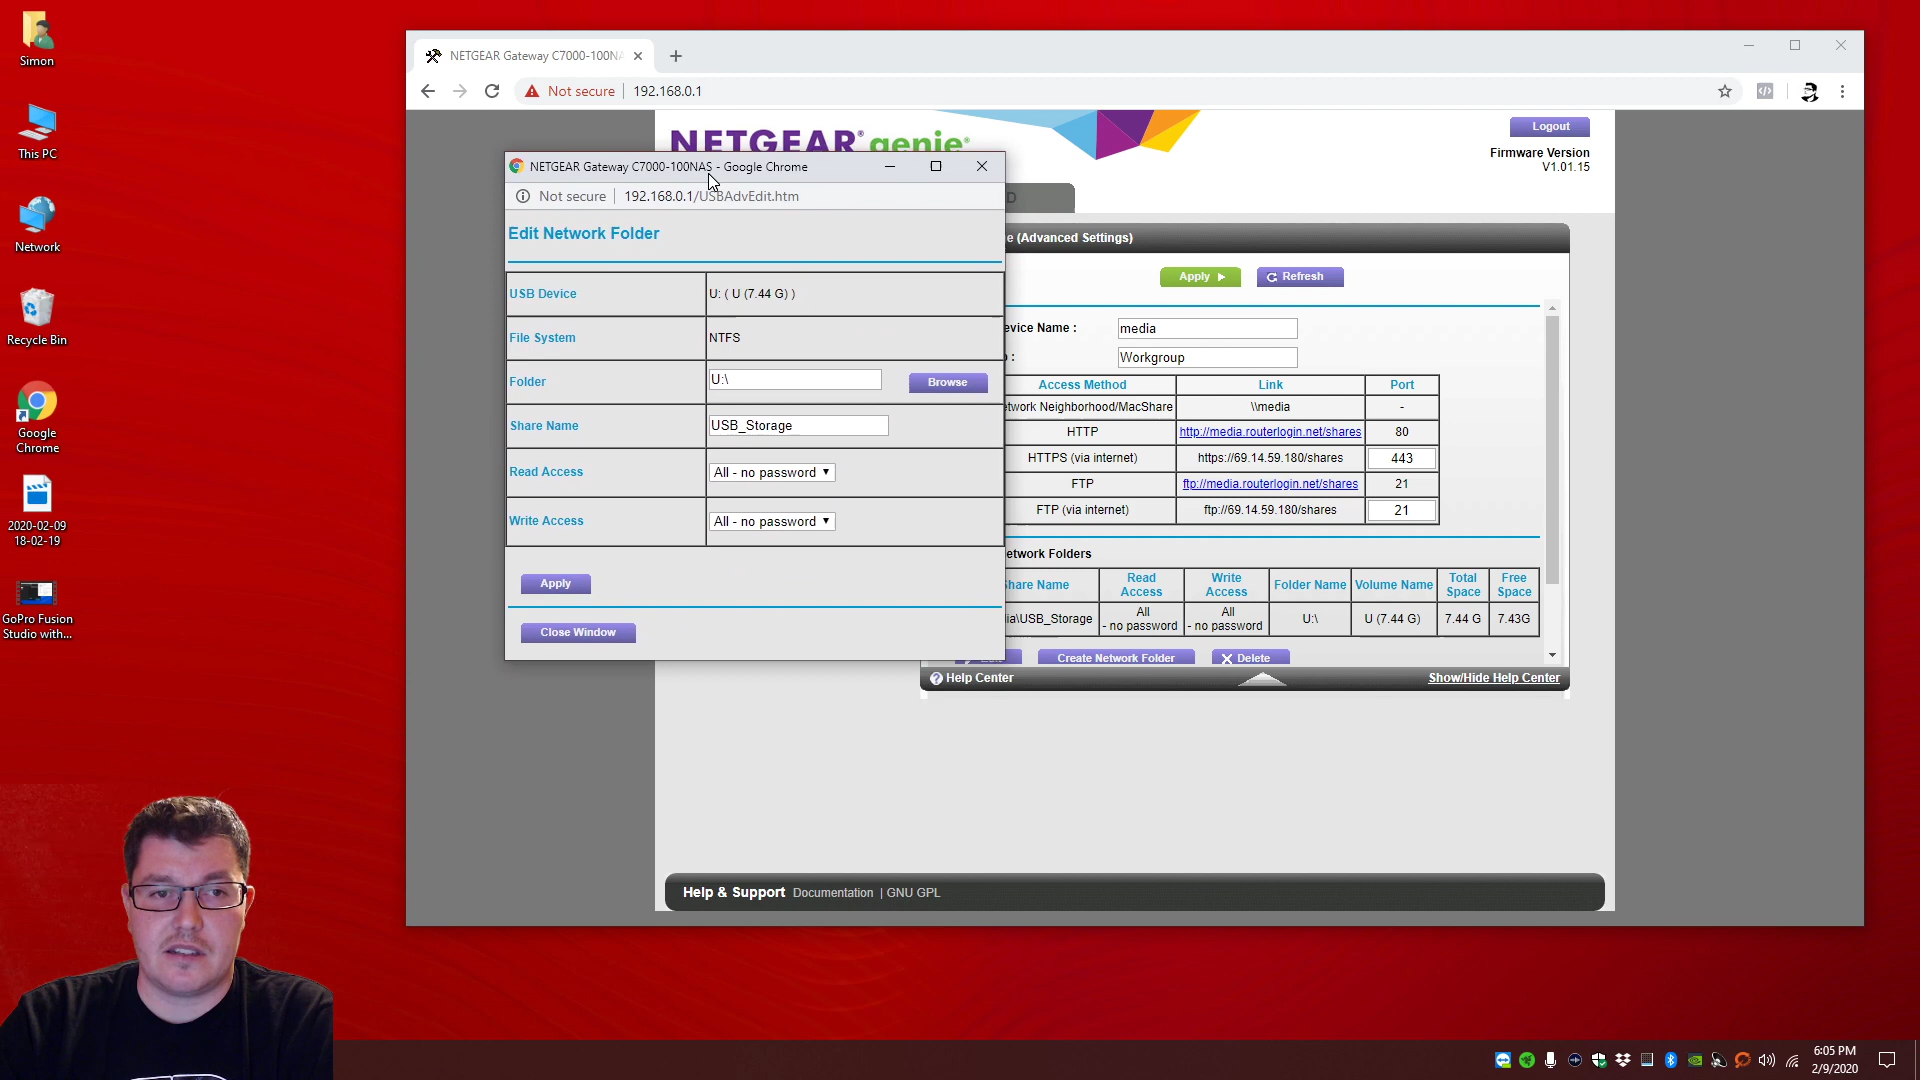 Simon
This PC
Network
Recycle Bin
Google
Chrome
2020-02-09
18-02-19
GoPro Fusion
Studio with...
NETGEAR Gateway C7000-100NA
Not secure
192.168.0.1
NETGEAR® genie®
Logout
Firmware Version
V1.01.15
D
NETGEAR Gateway C7000-100NAS - Google Chrome
Not secure
192.168.0.1/USBAdvEdit.htm
Edit Network Folder
USB Device
U: ( U (7.44 G) )
File System
NTFS
Folder
U:\
Browse
Share Name
USB_Storage
Read Access
All - no password
Write Access
All - no password
Apply
Close Window
e (Advanced Settings)
Apply
Refresh
evice Name :
media
:
Workgroup
Access Method Link Port
twork Neighborhood/MacShare \\media -
HTTP http://media.routerlogin.net/shares 80
HTTPS (via internet) https://69.14.59.180/shares 443
FTP ftp://media.routerlogin.net/shares 21
FTP (via internet) ftp://69.14.59.180/shares 21
etwork Folders
hare Name
Read
Access
Write
Access
Folder Name
Volume Name
Total
Space
Free
Space
ia\USB_Storage
All
- no password
All
- no password
U:\
U (7.44 G)
7.44 G
7.43G
Create Network Folder
Delete
Help Center
Show/Hide Help Center
Help & Support Documentation | GNU GPL
6:05 PM
2/9/2020